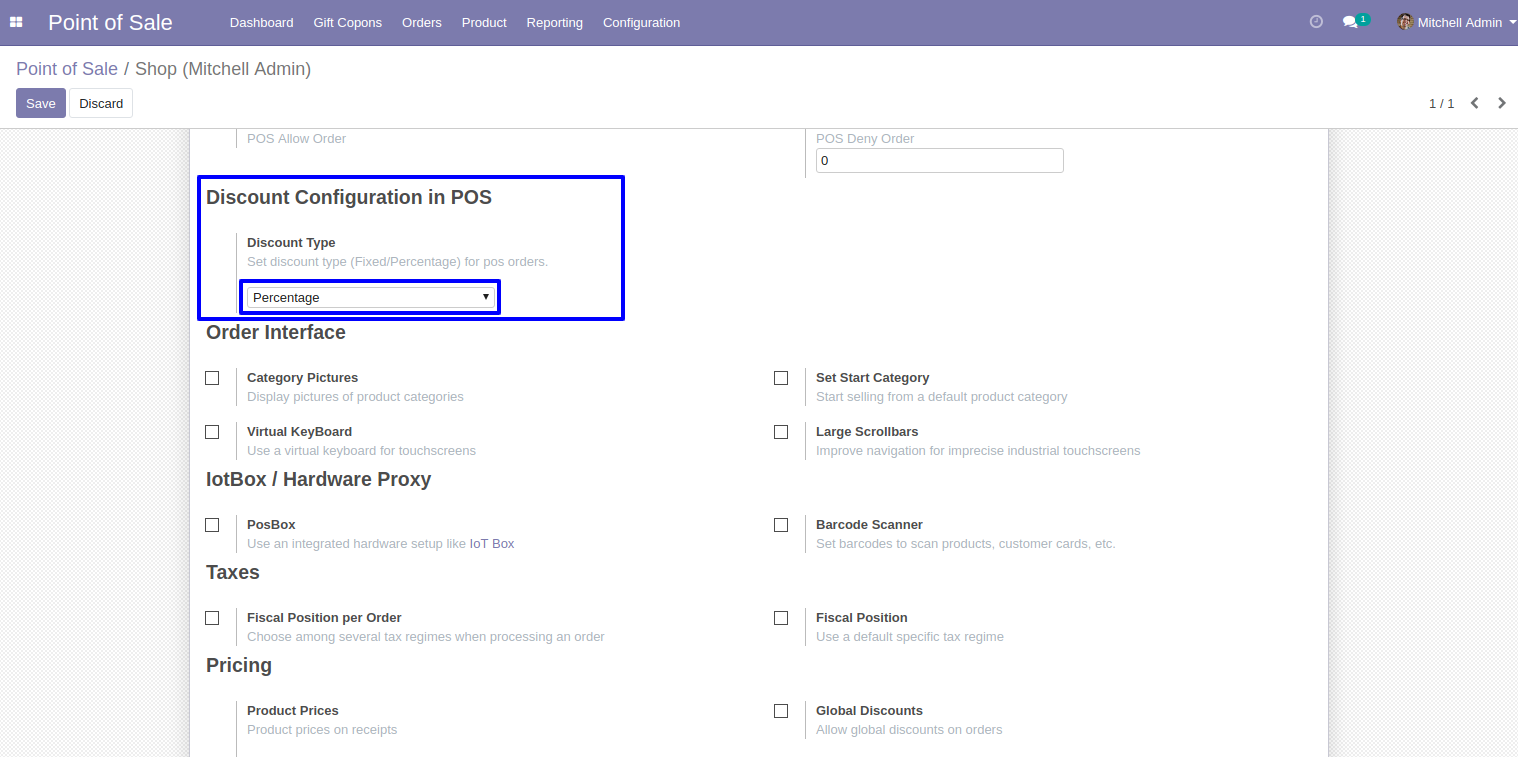 Point of Sale Dashboard Gift Copons Orders Product Reporting Configuration 1 Mitchell Admin
Point of Sale / Shop (Mitchell Admin)
Save Discard 1 / 1
POS Allow Order POS Deny Order
0
Discount Configuration in POS
Discount Type
Set discount type (Fixed/Percentage) for pos orders.
Percentage
Order Interface
Category Pictures Set Start Category
Display pictures of product categories Start selling from a default product category
Virtual KeyBoard Large Scrollbars
Use a virtual keyboard for touchscreens Improve navigation for imprecise industrial touchscreens
IotBox / Hardware Proxy
PosBox Barcode Scanner
Use an integrated hardware setup like IoT Box Set barcodes to scan products, customer cards, etc.
Taxes
Fiscal Position per Order Fiscal Position
Choose among several tax regimes when processing an order Use a default specific tax regime
Pricing
Product Prices Global Discounts
Product prices on receipts Allow global discounts on orders